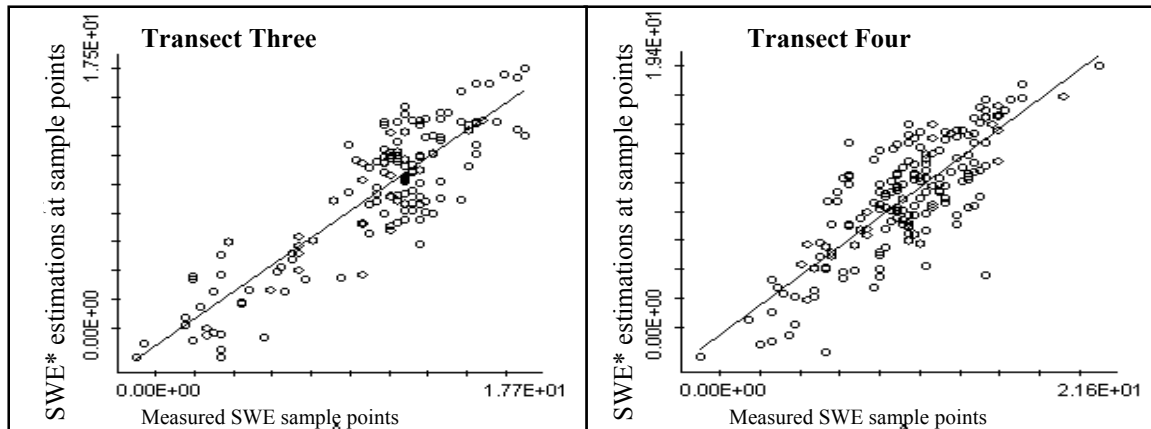 Transect Three
SWE* estimations at sample points
1.75E+01
0.00E+00
0.00E+00
1.77E+01
Measured SWE sample points
Transect Four
SWE* estimations at sample points
1.94E+01
0.00E+00
0.00E+00
2.16E+01
Measured SWE sample points